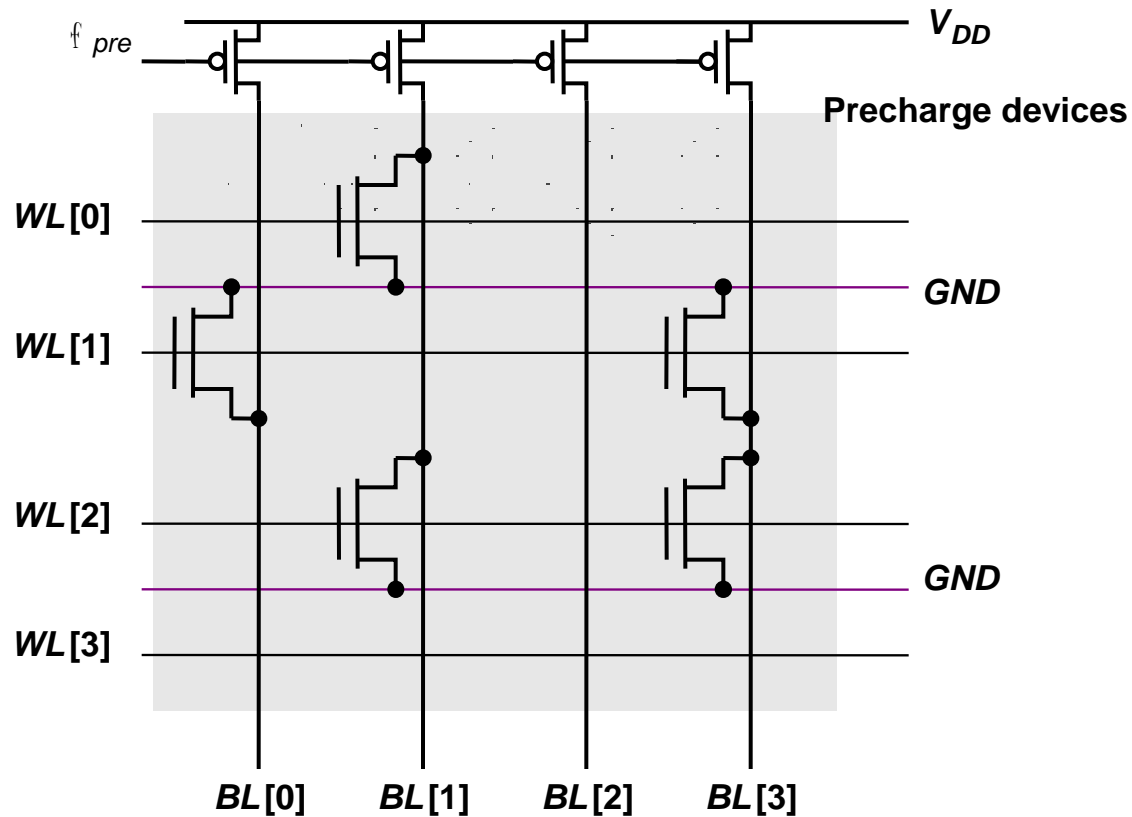 f pre
VDD
Precharge devices
WL[0]
GND
WL[1]
WL[2]
GND
WL[3]
BL[0] BL[1] BL[2] BL[3]